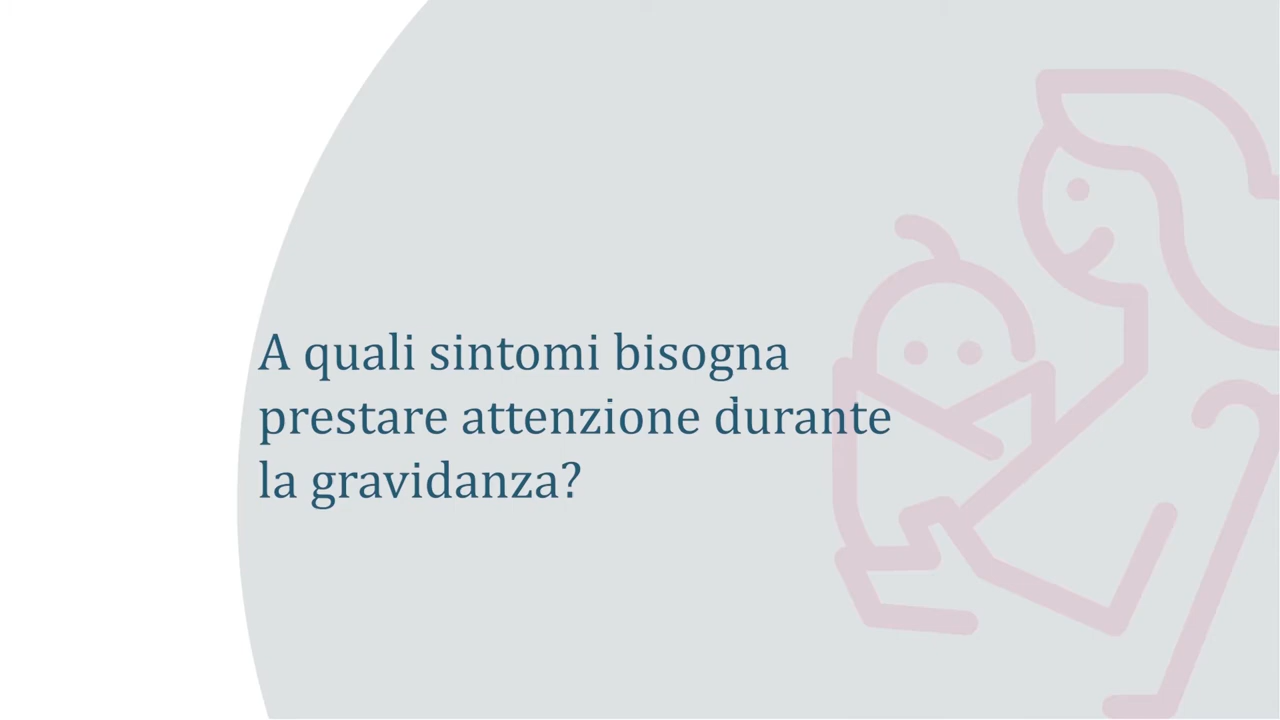 A quali sintomi bisogna
prestare attenzione durante
la gravidanza?